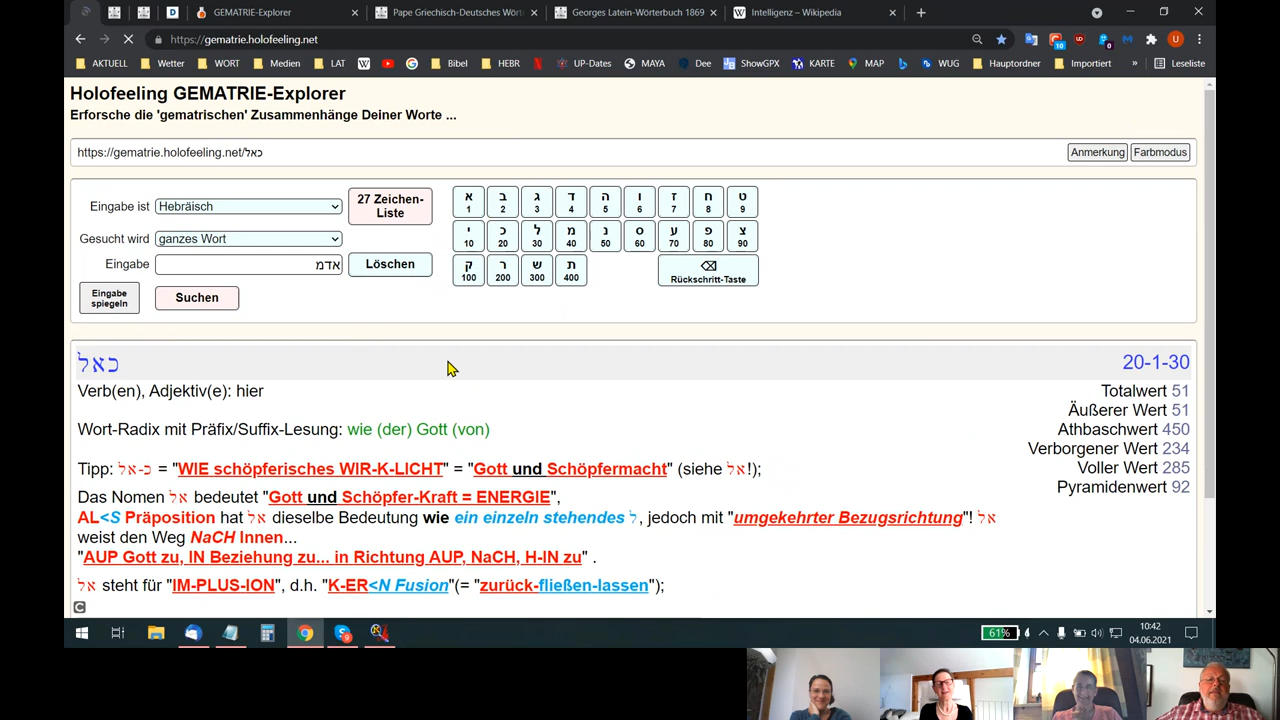 GEMATRIE-Explorer
Pape Griechisch-Deutsches Wört
Georges Latein-Wörterbuch 1869
Intelligenz – Wikipedia
https://gematrie.holofeeling.net
AKTUELL Wetter WORT Medien LAT Bibel HEBR UP-Dates MAYA Dee ShowGPX KARTE MAP WUG Hauptordner Importiert » Leseliste
Holofeeling GEMATRIE-Explorer
Erforsche die 'gematrischen' Zusammenhänge Deiner Worte ...
https://gematrie.holofeeling.net/כאל
Anmerkung Farbmodus
Eingabe ist Hebräisch
27 Zeichen-Liste
Gesucht wird ganzes Wort
Eingabe אדמ Löschen
Eingabe spiegeln Suchen
א ב ג ד ה ו ז ח ט
1 2 3 4 5 6 7 8 9
י כ ל מ נ ס ע פ צ
10 20 30 40 50 60 70 80 90
ק ר ש ת
100 200 300 400 Rückschritt-Taste
כאל 20-1-30
Verb(en), Adjektiv(e): hier
Totalwert 51
Äußerer Wert 51
Athbaschwert 450
Verborgener Wert 234
Voller Wert 285
Pyramidenwert 92
Wort-Radix mit Präfix/Suffix-Lesung: wie (der) Gott (von)
Tipp: כ-אל = "WIE schöpferisches WIR-K-LICHT" = "Gott und Schöpfermacht" (siehe אל!);
Das Nomen אל bedeutet "Gott und Schöpfer-Kraft = ENERGIE",
AL<S Präposition hat אל dieselbe Bedeutung wie ein einzeln stehendes ל, jedoch mit "umgekehrter Bezugsrichtung"! אל
weist den Weg NaCH Innen...
"AUP Gott zu, IN Beziehung zu... in Richtung AUP, NaCH, H-IN zu" .
אל steht für "IM-PLUS-ION", d.h. "K-ER<N Fusion"(= "zurück-fließen-lassen");
61%
10:42
04.06.2021